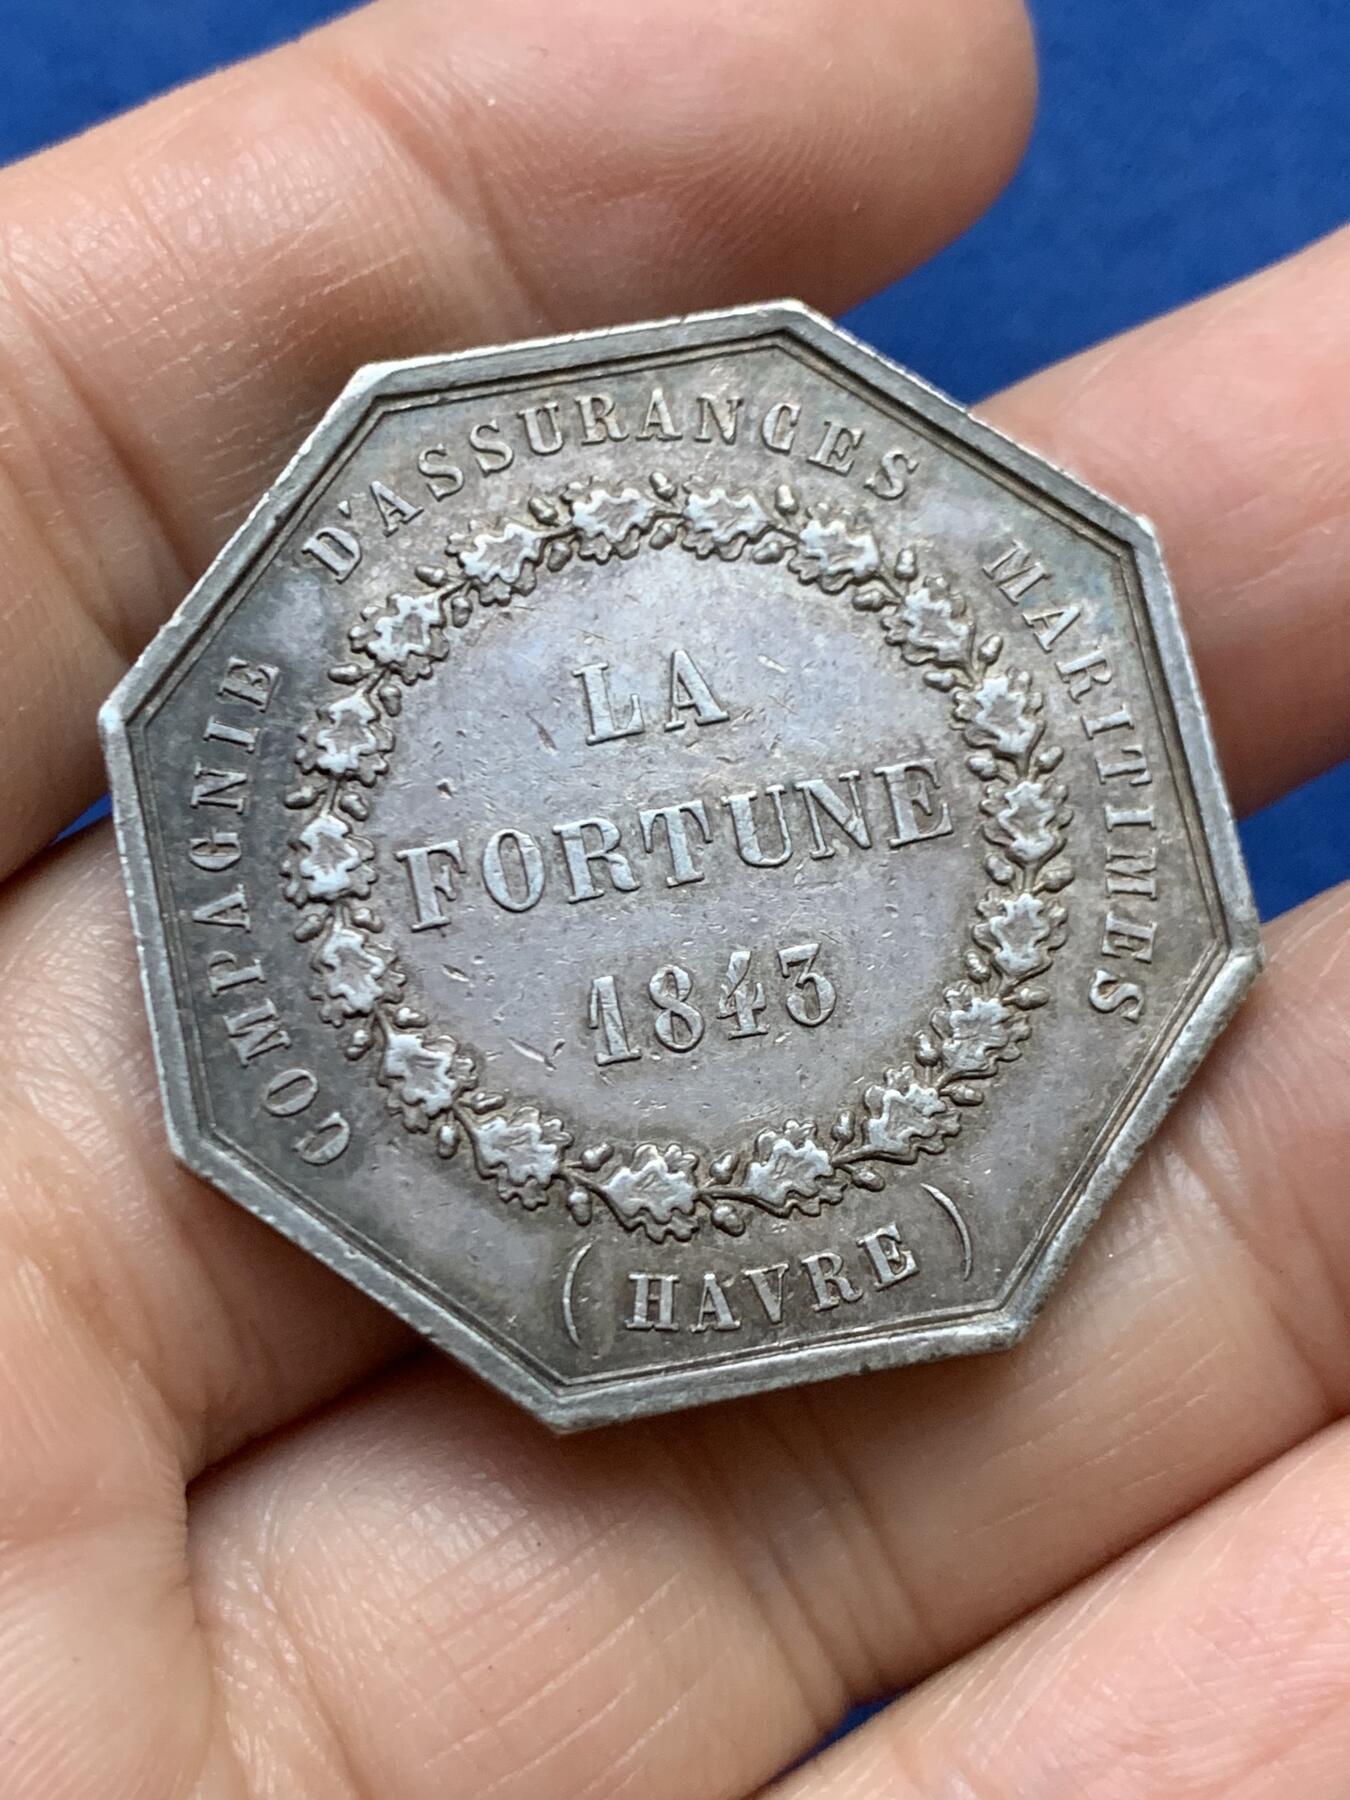 COMPAGNIE D'ASSURANCES MARITIMES
LA
FORTUNE
1843
(HAVRE)